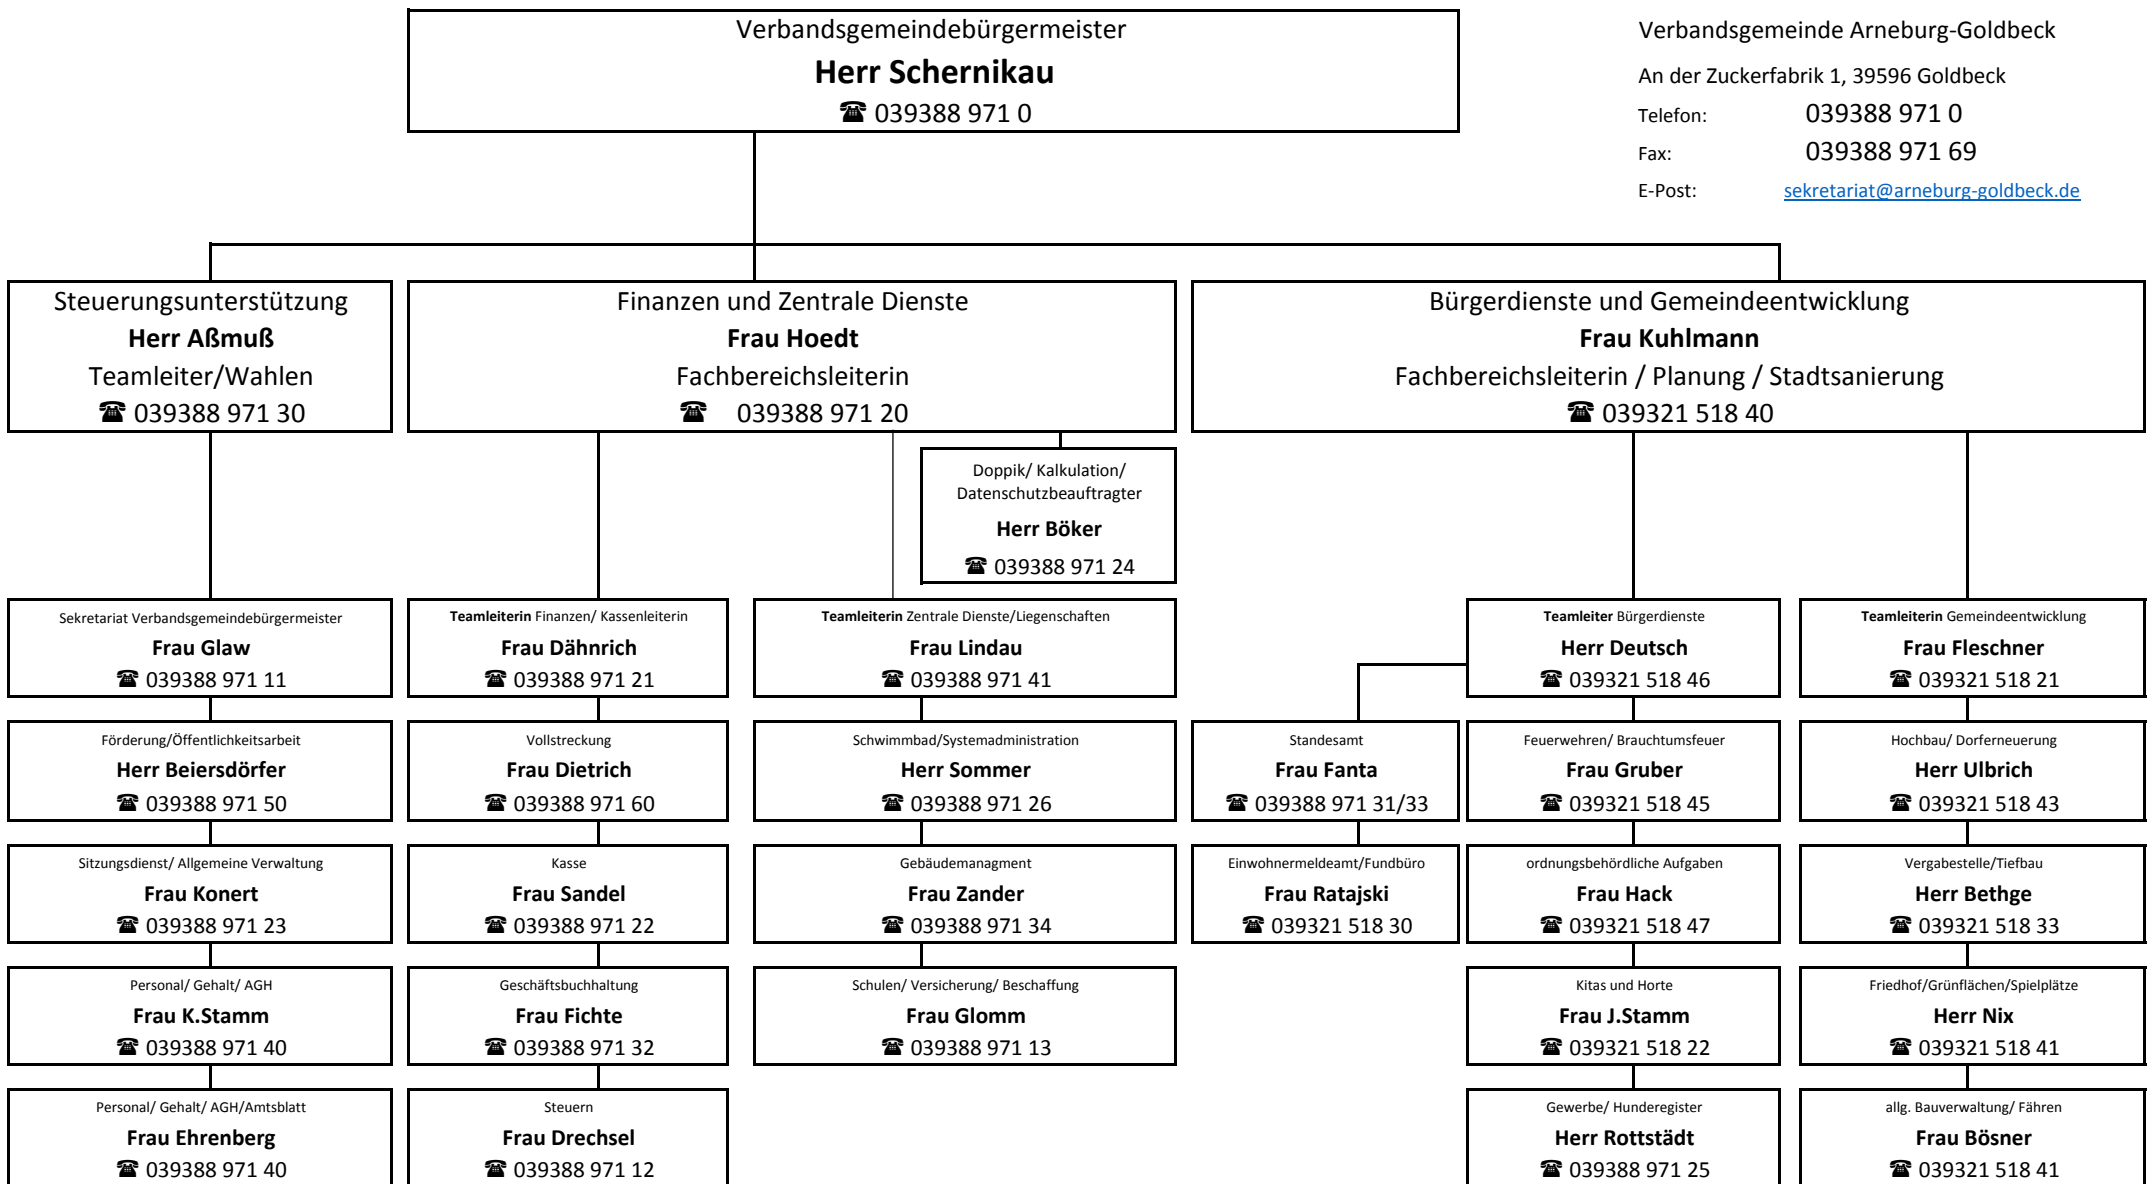 Verbandsgemeindebürgermeister
Herr Schernikau
☎ 039388 971 0
Verbandsgemeinde Arneburg-Goldbeck
An der Zuckerfabrik 1, 39596 Goldbeck
Telefon: 039388 971 0
Fax: 039388 971 69
E-Post: sekretariat@arneburg-goldbeck.de
Steuerungsunterstützung
Herr Aßmuß
Teamleiter/Wahlen
☎ 039388 971 30
Finanzen und Zentrale Dienste
Frau Hoedt
Fachbereichsleiterin
☎ 039388 971 20
Bürgerdienste und Gemeindeentwicklung
Frau Kuhlmann
Fachbereichsleiterin / Planung / Stadtsanierung
☎ 039321 518 40
Doppik/ Kalkulation/
Datenschutzbeauftragter
Herr Böker
☎ 039388 971 24
Sekretariat Verbandsgemeindebürgermeister
Frau Glaw
☎ 039388 971 11
Teamleiterin Finanzen/ Kassenleiterin
Frau Dähnrich
☎ 039388 971 21
Teamleiterin Zentrale Dienste/Liegenschaften
Frau Lindau
☎ 039388 971 41
Teamleiter Bürgerdienste
Herr Deutsch
☎ 039321 518 46
Teamleiterin Gemeindeentwicklung
Frau Fleschner
☎ 039321 518 21
Förderung/Öffentlichkeitsarbeit
Herr Beiersdörfer
☎ 039388 971 50
Vollstreckung
Frau Dietrich
☎ 039388 971 60
Schwimmbad/Systemadministration
Herr Sommer
☎ 039388 971 26
Standesamt
Frau Fanta
☎ 039388 971 31/33
Feuerwehren/ Brauchtumsfeuer
Frau Gruber
☎ 039321 518 45
Hochbau/ Dorferneuerung
Herr Ulbrich
☎ 039321 518 43
Sitzungsdienst/ Allgemeine Verwaltung
Frau Konert
☎ 039388 971 23
Kasse
Frau Sandel
☎ 039388 971 22
Gebäudemanagment
Frau Zander
☎ 039388 971 34
Einwohnermeldeamt/Fundbüro
Frau Ratajski
☎ 039321 518 30
ordnungsbehördliche Aufgaben
Frau Hack
☎ 039321 518 47
Vergabestelle/Tiefbau
Herr Bethge
☎ 039321 518 33
Personal/ Gehalt/ AGH
Frau K.Stamm
☎ 039388 971 40
Geschäftsbuchhaltung
Frau Fichte
☎ 039388 971 32
Schulen/ Versicherung/ Beschaffung
Frau Glomm
☎ 039388 971 13
Kitas und Horte
Frau J.Stamm
☎ 039321 518 22
Friedhof/Grünflächen/Spielplätze
Herr Nix
☎ 039321 518 41
Personal/ Gehalt/ AGH/Amtsblatt
Frau Ehrenberg
☎ 039388 971 40
Steuern
Frau Drechsel
☎ 039388 971 12
Gewerbe/ Hunderegister
Herr Rottstädt
☎ 039388 971 25
allg. Bauverwaltung/ Fähren
Frau Bösner
☎ 039321 518 41